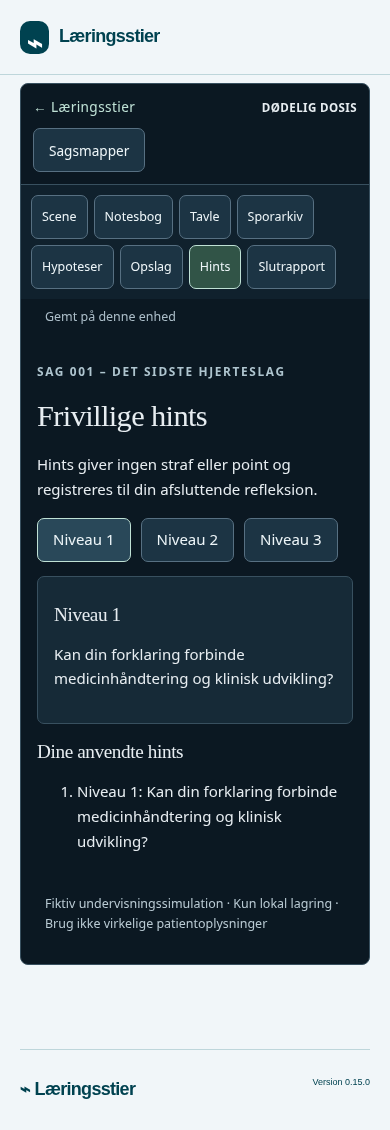 Læringsstier
← Læringsstier
DØDELIG DOSIS
Sagsmapper
Scene
Notesbog
Tavle
Sporarkiv
Hypoteser
Opslag
Hints
Slutrapport
Gemt på denne enhed
SAG 001 – DET SIDSTE HJERTESLAG
Frivillige hints
Hints giver ingen straf eller point og
registreres til din afsluttende refleksion.
Niveau 1
Niveau 2
Niveau 3
Niveau 1
Kan din forklaring forbinde
medicinhåndtering og klinisk udvikling?
Dine anvendte hints
1. Niveau 1: Kan din forklaring forbinde
medicinhåndtering og klinisk
udvikling?
Fiktiv undervisningssimulation · Kun lokal lagring ·
Brug ikke virkelige patientoplysninger
Læringsstier
Version 0.15.0